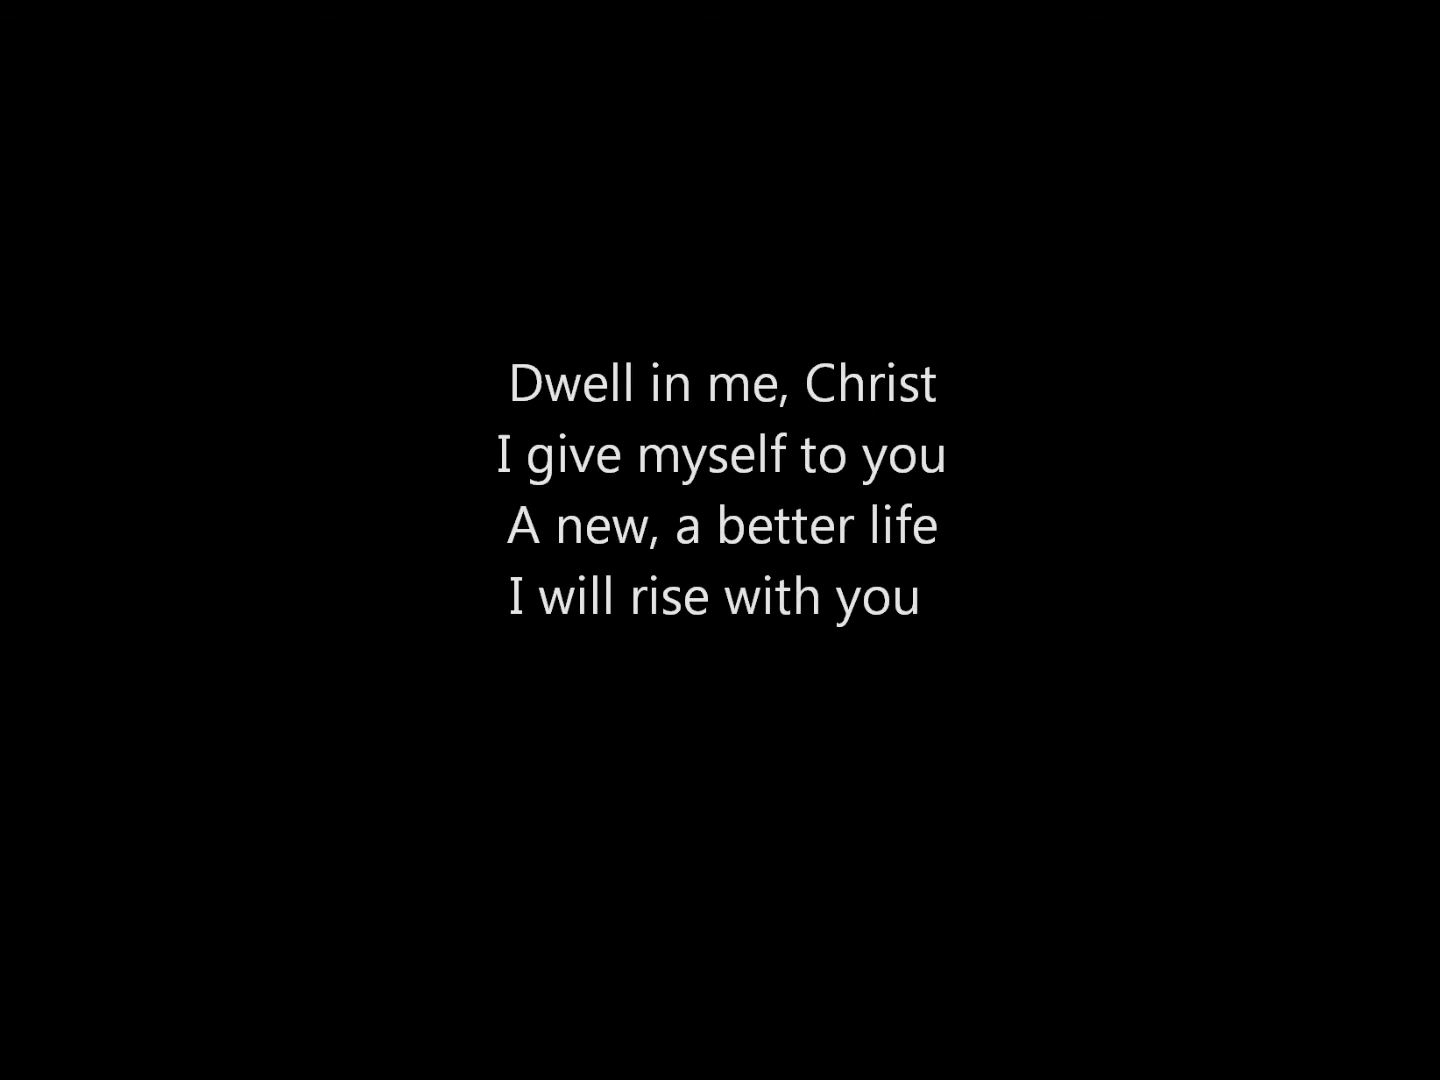 Dwell in me, Christ
I give myself to you
A new, a better life
I will rise with you